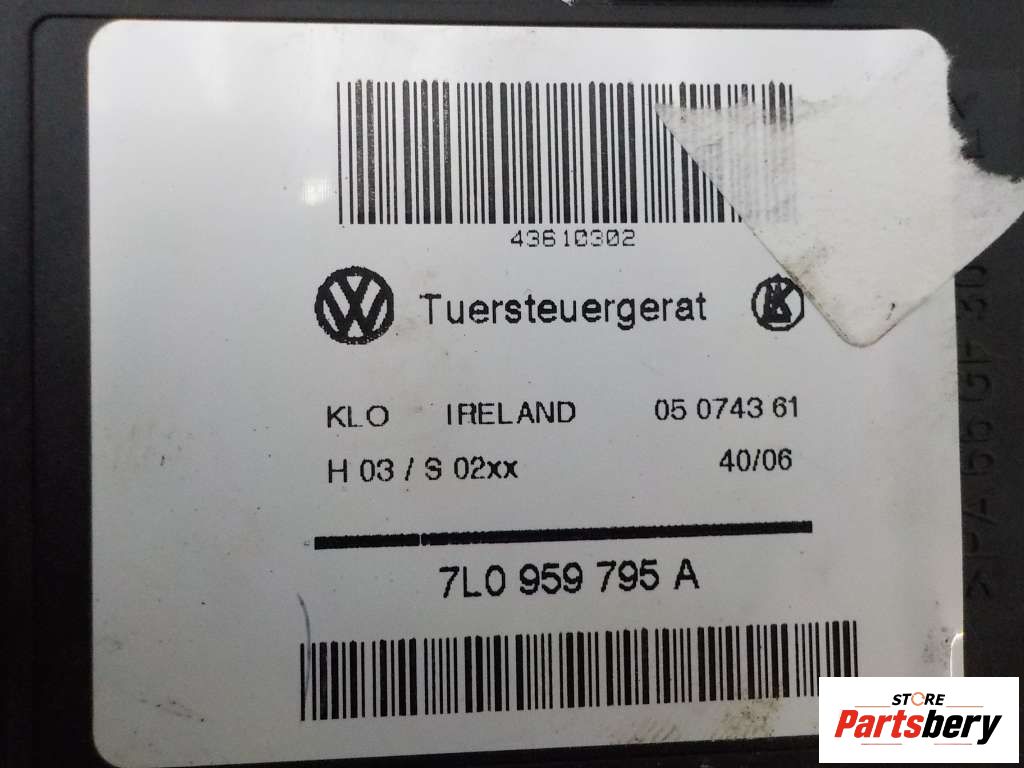 43610302
Tuersteuergerat
KLO IRELAND 05 0743 61
H 03 / S 02xx 40/06
7L0 959 795 A
STORE
Partsbery